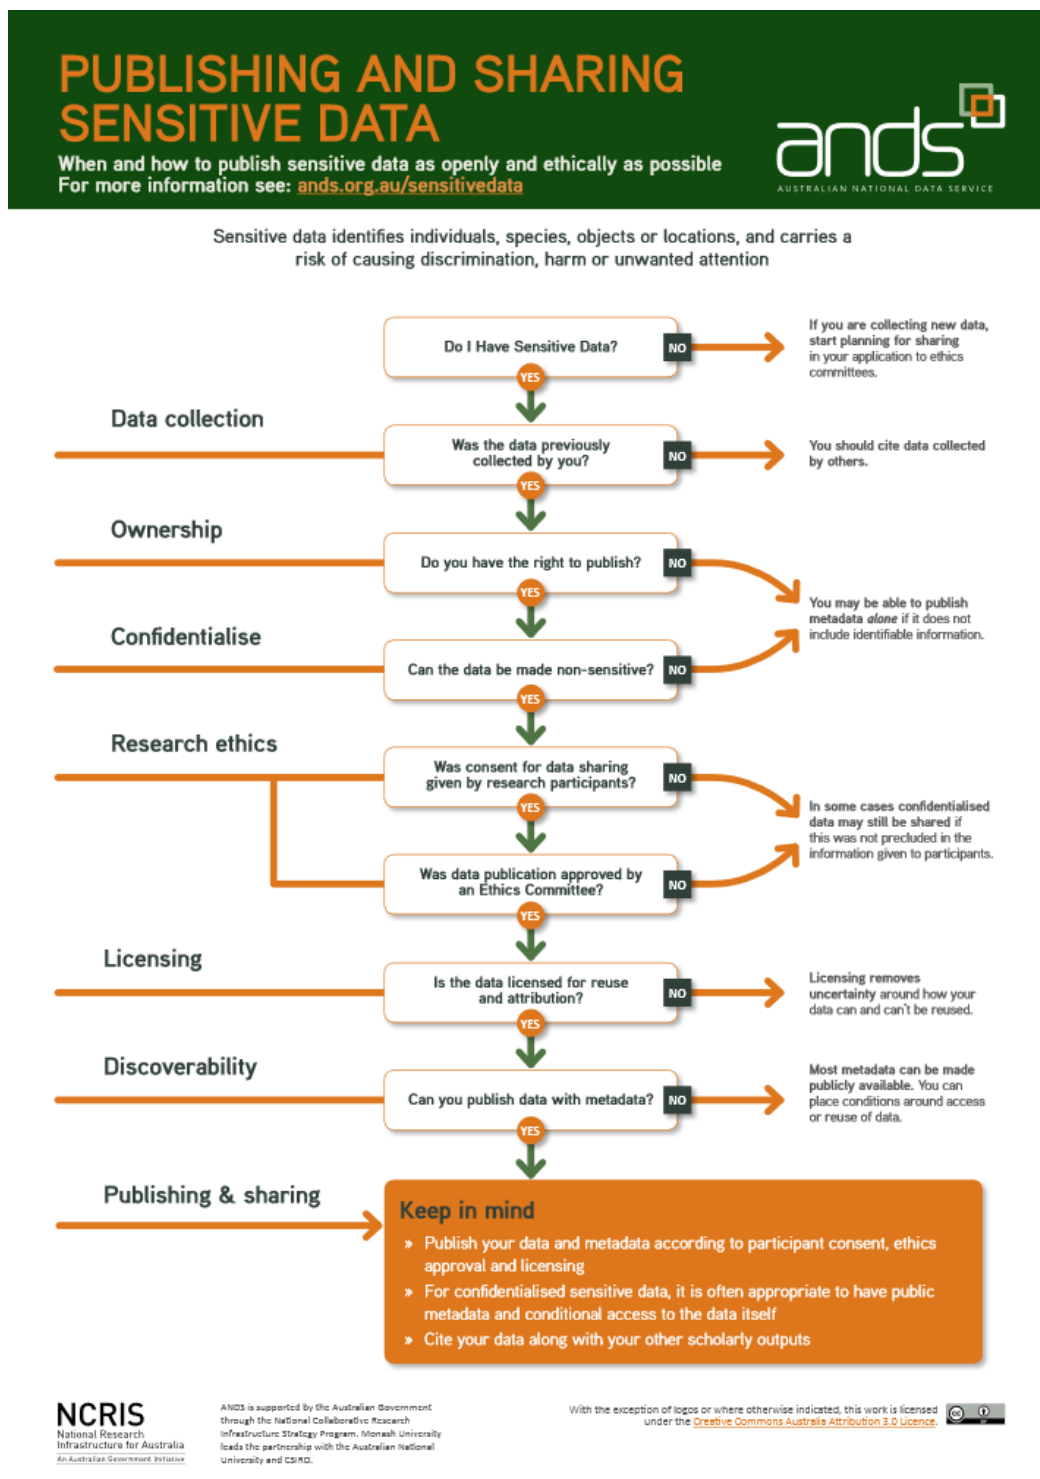 PUBLISHING AND SHARING
SENSITIVE DATA
When and how to publish sensitive data as openly and ethically as possible
For more information see: ands.org.au/sensitivedata
ands
AUSTRALIAN NATIONAL DATA SERVICE
Sensitive data identifies individuals, species, objects or locations, and carries a
risk of causing discrimination, harm or unwanted attention
Do I Have Sensitive Data?
NO
If you are collecting new data,
start planning for sharing
in your application to ethics
committees.
YES
Data collection
Was the data previously
collected by you?
NO
You should cite data collected
by others.
YES
Ownership
Do you have the right to publish?
NO
YES
You may be able to publish
metadata alone if it does not
include identifiable information.
Confidentialise
Can the data be made non-sensitive?
NO
YES
Research ethics
Was consent for data sharing
given by research participants?
NO
YES
In some cases confidentialised
data may still be shared if
this was not precluded in the
information given to participants.
Was data publication approved by
an Ethics Committee?
NO
YES
Licensing
Is the data licensed for reuse
and attribution?
NO
Licensing removes
uncertainty around how your
data can and can't be reused.
YES
Discoverability
Can you publish data with metadata?
NO
Most metadata can be made
publicly available. You can
place conditions around access
or reuse of data.
YES
Publishing & sharing
Keep in mind
» Publish your data and metadata according to participant consent, ethics
approval and licensing
» For confidentialised sensitive data, it is often appropriate to have public
metadata and conditional access to the data itself
» Cite your data along with your other scholarly outputs
NCRIS
National Research
Infrastructure for Australia
An Australian Government Initiative
ANDS is supported by the Australian Government
through the National Collaborative Research
Infrastructure Strategy Program. Monash University
leads the partnership with the Australian National
University and CSIRO.
With the exception of logos or where otherwise indicated, this work is licensed
under the Creative Commons Australia Attribution 3.0 Licence.
cc
BY